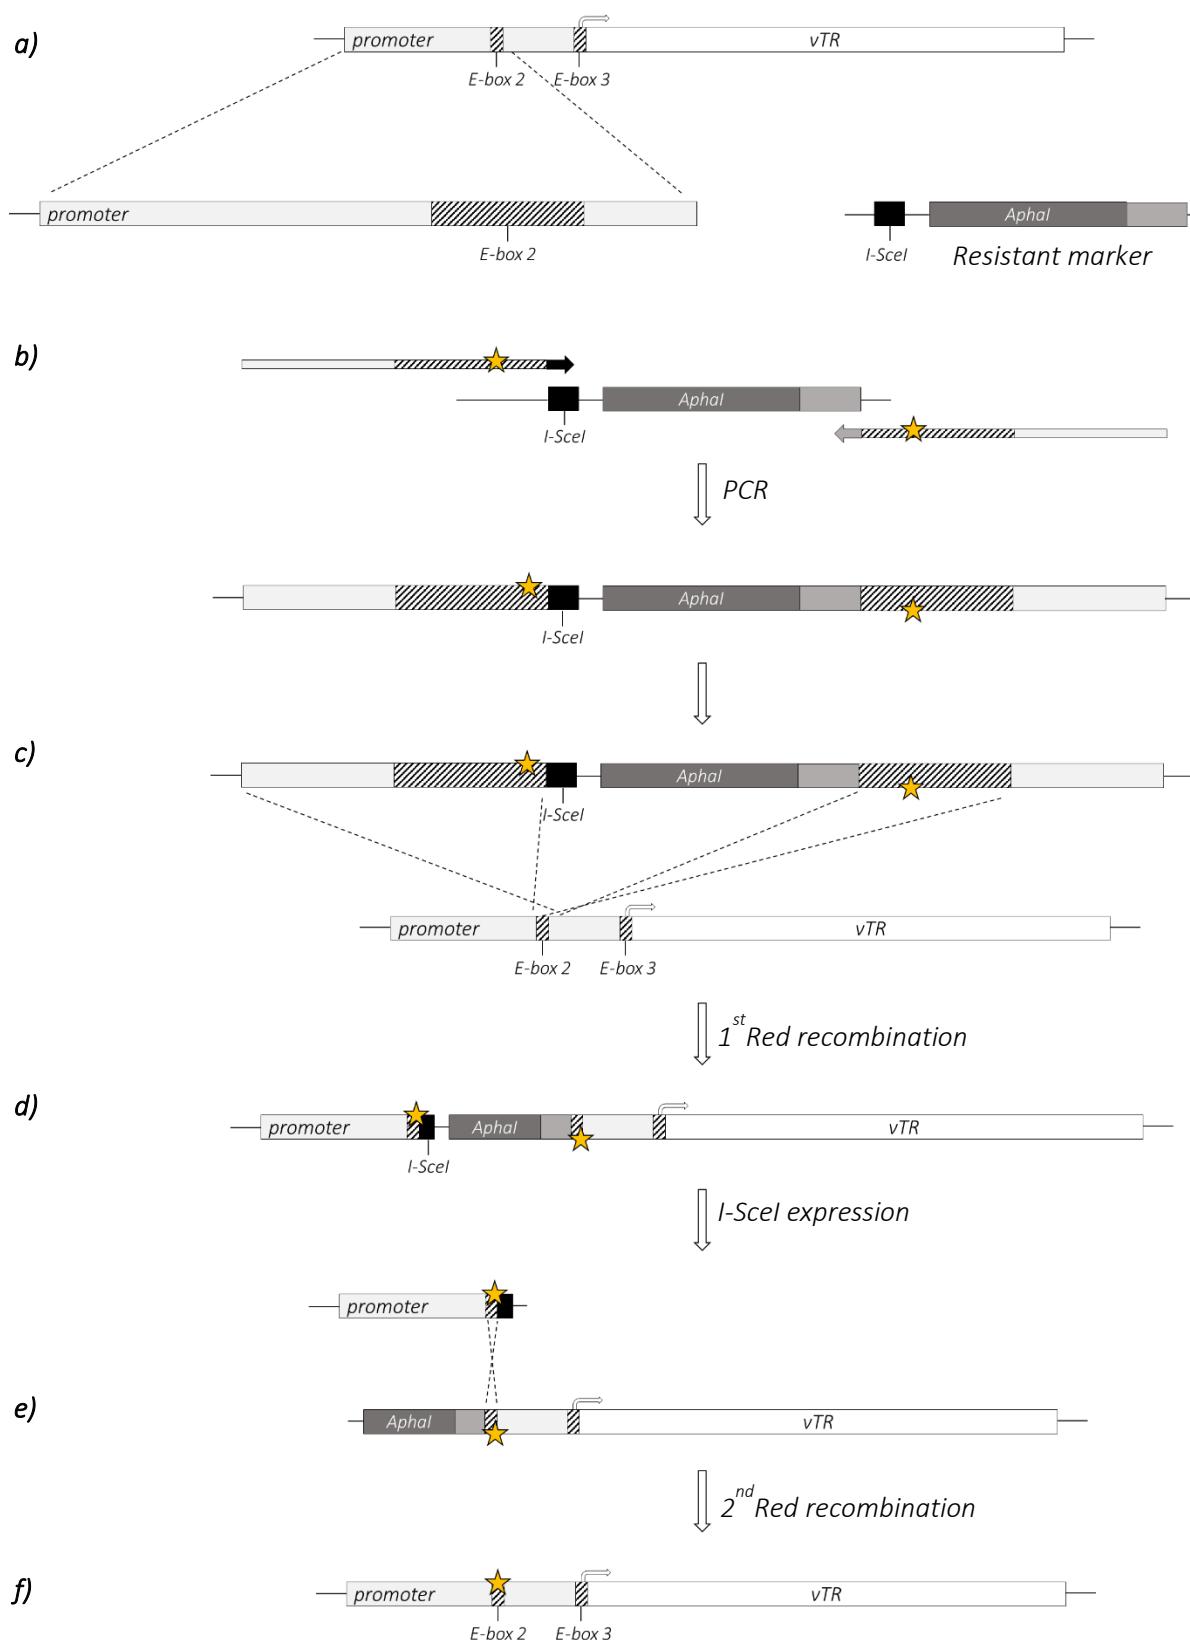 a)
promoter
vTR
E-box 2
E-box 3
promoter
AphaI
E-box 2
I-SceI
Resistant marker
b)
AphaI
I-SceI
PCR
AphaI
I-SceI
c)
AphaI
I-SceI
promoter
vTR
E-box 2
E-box 3
1st Red recombination
d)
promoter
AphaI
vTR
I-SceI
I-SceI expression
promoter
e)
AphaI
vTR
2nd Red recombination
f)
promoter
vTR
E-box 2
E-box 3